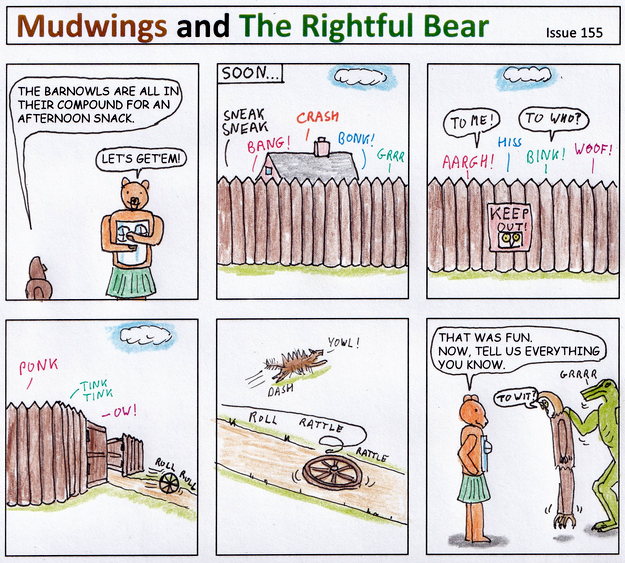 Mudwings and The Rightful Bear
Issue 155
THE BARNOWLS ARE ALL IN
THEIR COMPOUND FOR AN
AFTERNOON SNACK.
LET'S GET'EM!
SOON...
SNEAK
SNEAK
BANG!
CRASH
BONK!
GRRR
TO ME!
TO WHO?
AARGH!
HISS
BINK!
WOOF!
KEEP
OUT!
PONK
TINK
TINK
OW!
ROLL
ROLL
YOWL!
DASH
ROLL
RATTLE
RATTLE
THAT WAS FUN.
NOW, TELL US EVERYTHING
YOU KNOW.
TO WIT?
GRRRR